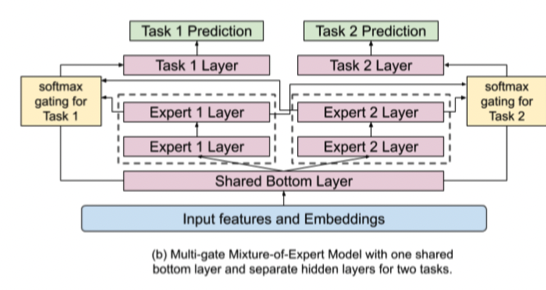 Task 1 Prediction
Task 2 Prediction
Task 1 Layer
Task 2 Layer
softmax
gating for
Task 1
softmax
gating for
Task 2
Expert 1 Layer
Expert 2 Layer
Expert 1 Layer
Expert 2 Layer
Shared Bottom Layer
Input features and Embeddings
(b) Multi-gate Mixture-of-Expert Model with one shared
bottom layer and separate hidden layers for two tasks.